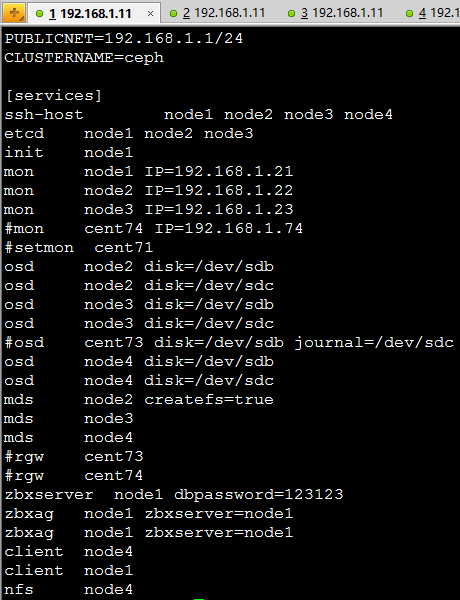 1 192.168.1.11 × 2 192.168.1.11 3 192.168.1.11 4 192.1
PUBLICNET=192.168.1.1/24
CLUSTERNAME=ceph
[services]
ssh-host node1 node2 node3 node4
etcd node1 node2 node3
init node1
mon node1 IP=192.168.1.21
mon node2 IP=192.168.1.22
mon node3 IP=192.168.1.23
#mon cent74 IP=192.168.1.74
#setmon cent71
osd node2 disk=/dev/sdb
osd node2 disk=/dev/sdc
osd node3 disk=/dev/sdb
osd node3 disk=/dev/sdc
#osd cent73 disk=/dev/sdb journal=/dev/sdc
osd node4 disk=/dev/sdb
osd node4 disk=/dev/sdc
mds node2 createfs=true
mds node3
mds node4
#rgw cent73
#rgw cent74
zbxserver node1 dbpassword=123123
zbxag node1 zbxserver=node1
zbxag node1 zbxserver=node1
client node4
client node1
nfs node4